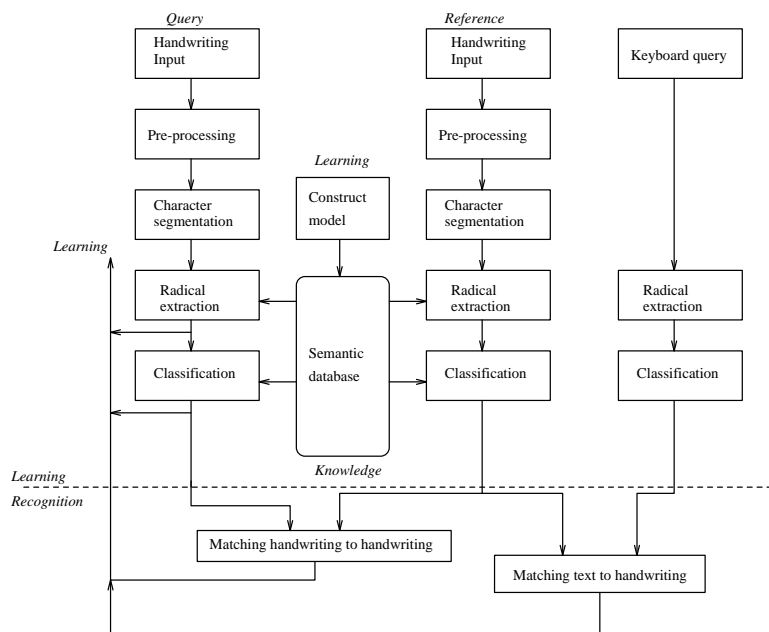 Query
Reference
Handwriting
Input
Handwriting
Input
Keyboard query
Pre-processing
Pre-processing
Learning
Character
segmentation
Construct
model
Character
segmentation
Learning
Radical
extraction
Radical
extraction
Radical
extraction
Semantic
database
Classification
Classification
Classification
Knowledge
Learning
Recognition
Matching handwriting to handwriting
Matching text to handwriting